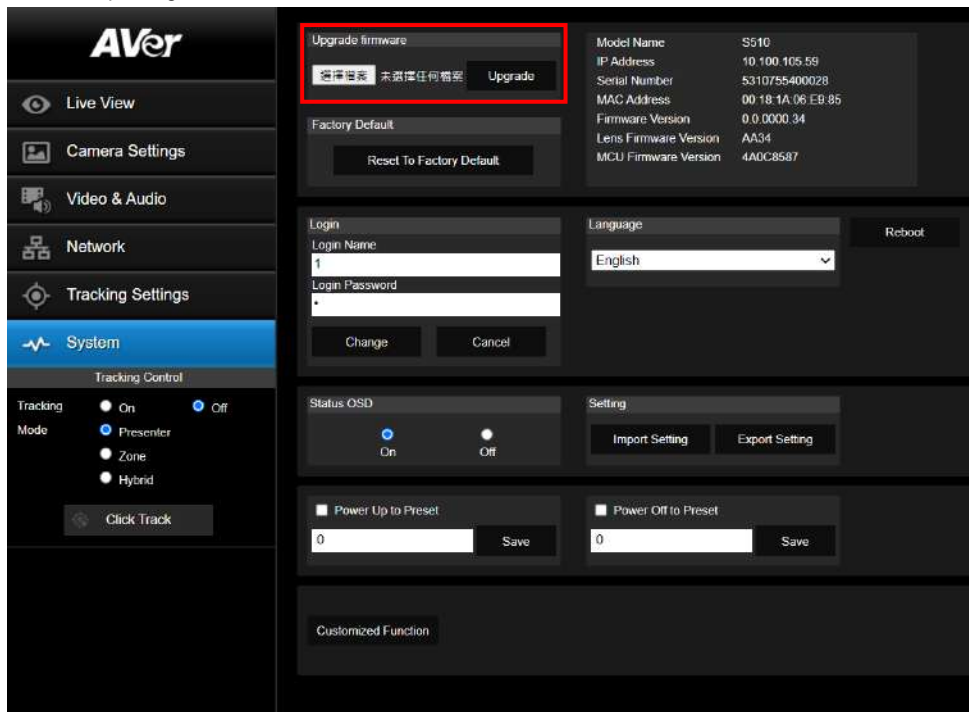 AVer
Live View
Camera Settings
Video & Audio
Network
Tracking Settings
System
Tracking Control
Tracking On Off
Mode Presenter
Zone
Hybrid
Click Track
Upgrade firmware
選擇檔案 未選擇任何檔案 Upgrade
Factory Default
Reset To Factory Default
Model Name S510
IP Address 10.100.105.59
Serial Number 5310755400028
MAC Address 00:18:1A:06:E9:85
Firmware Version 0.0.0000.34
Lens Firmware Version AA34
MCU Firmware Version 4A0C8587
Login
Login Name
1
Login Password
•
Change Cancel
Language
English
Reboot
Status OSD
On Off
Setting
Import Setting Export Setting
Power Up to Preset
0 Save
Power Off to Preset
0 Save
Customized Function